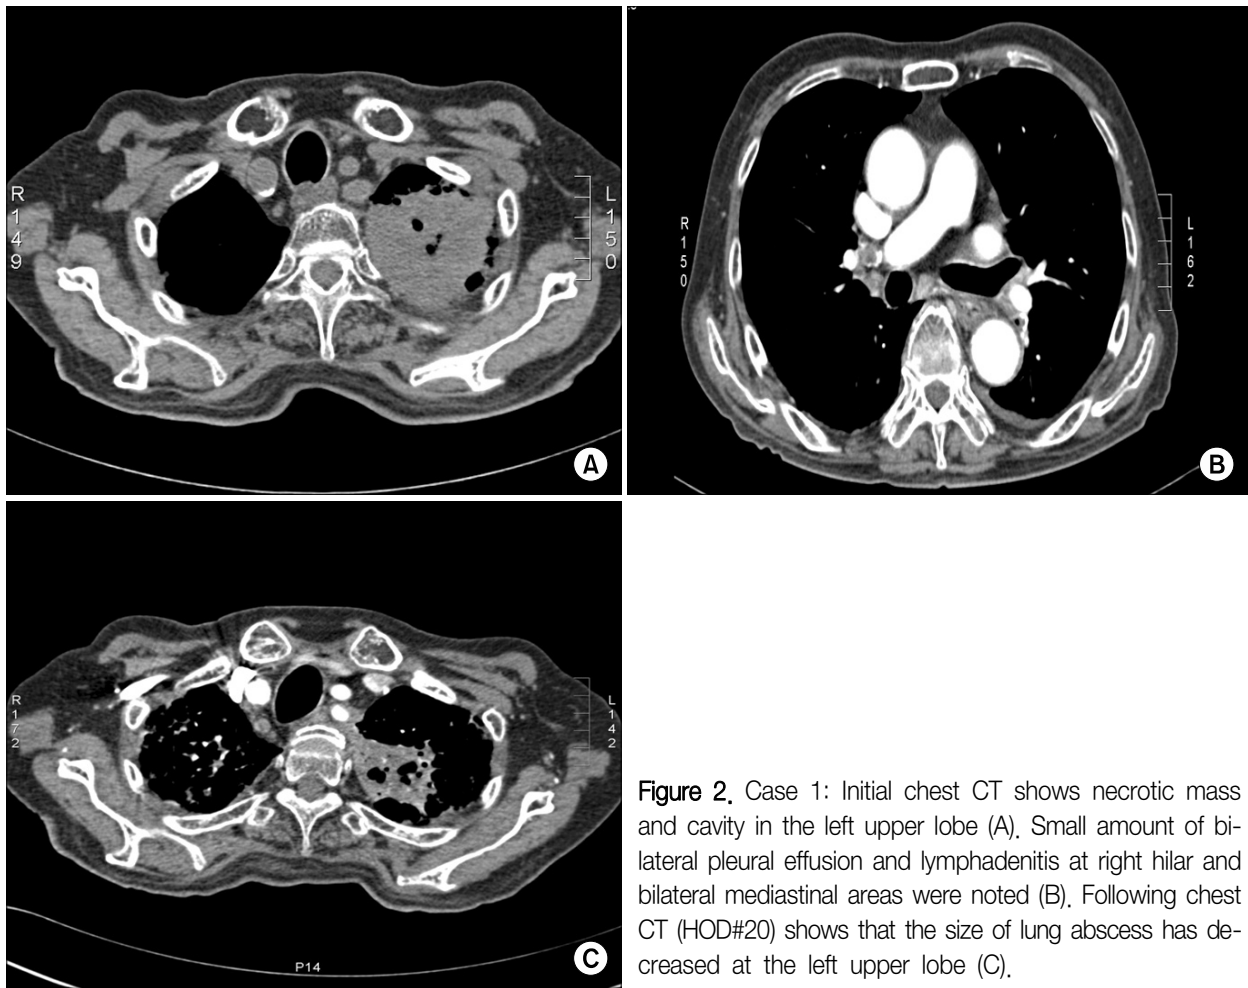 R
1
4
9
L
1
5
0
A
R
1
5
0
L
1
6
2
B
R
1
7
2
L
1
4
2
P14
C
Figure 2. Case 1: Initial chest CT shows necrotic mass
and cavity in the left upper lobe (A). Small amount of bi-
lateral pleural effusion and lymphadenitis at right hilar and
bilateral mediastinal areas were noted (B). Following chest
CT (HOD#20) shows that the size of lung abscess has de-
creased at the left upper lobe (C).